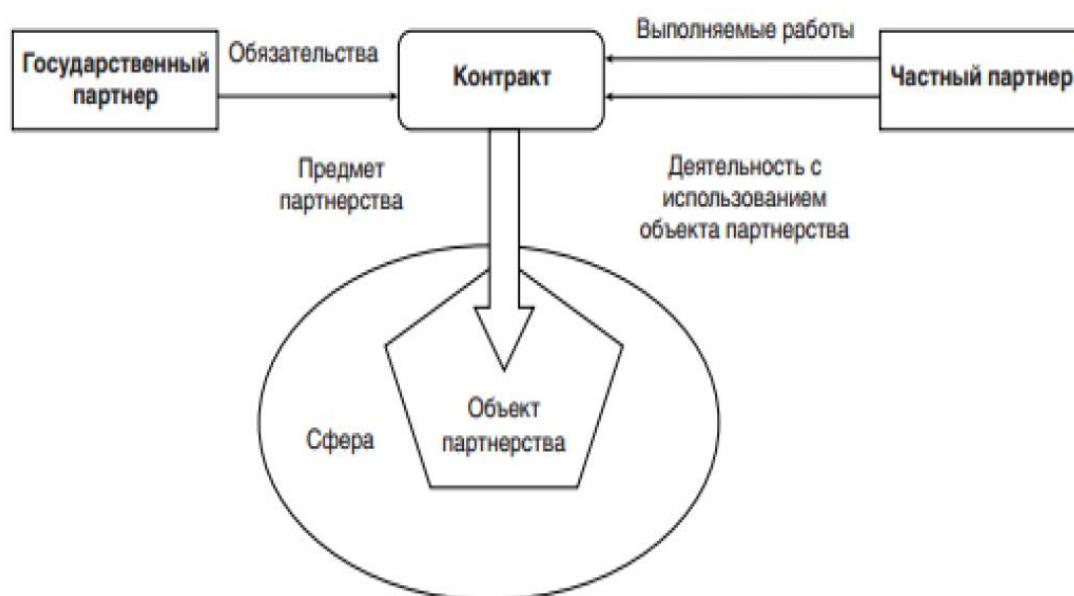 Государственный
партнер
Обязательства
Контракт
Выполняемые работы
Частный партнер
Предмет
партнерства
Деятельность с
использованием
объекта партнерства
Сфера
Объект
партнерства